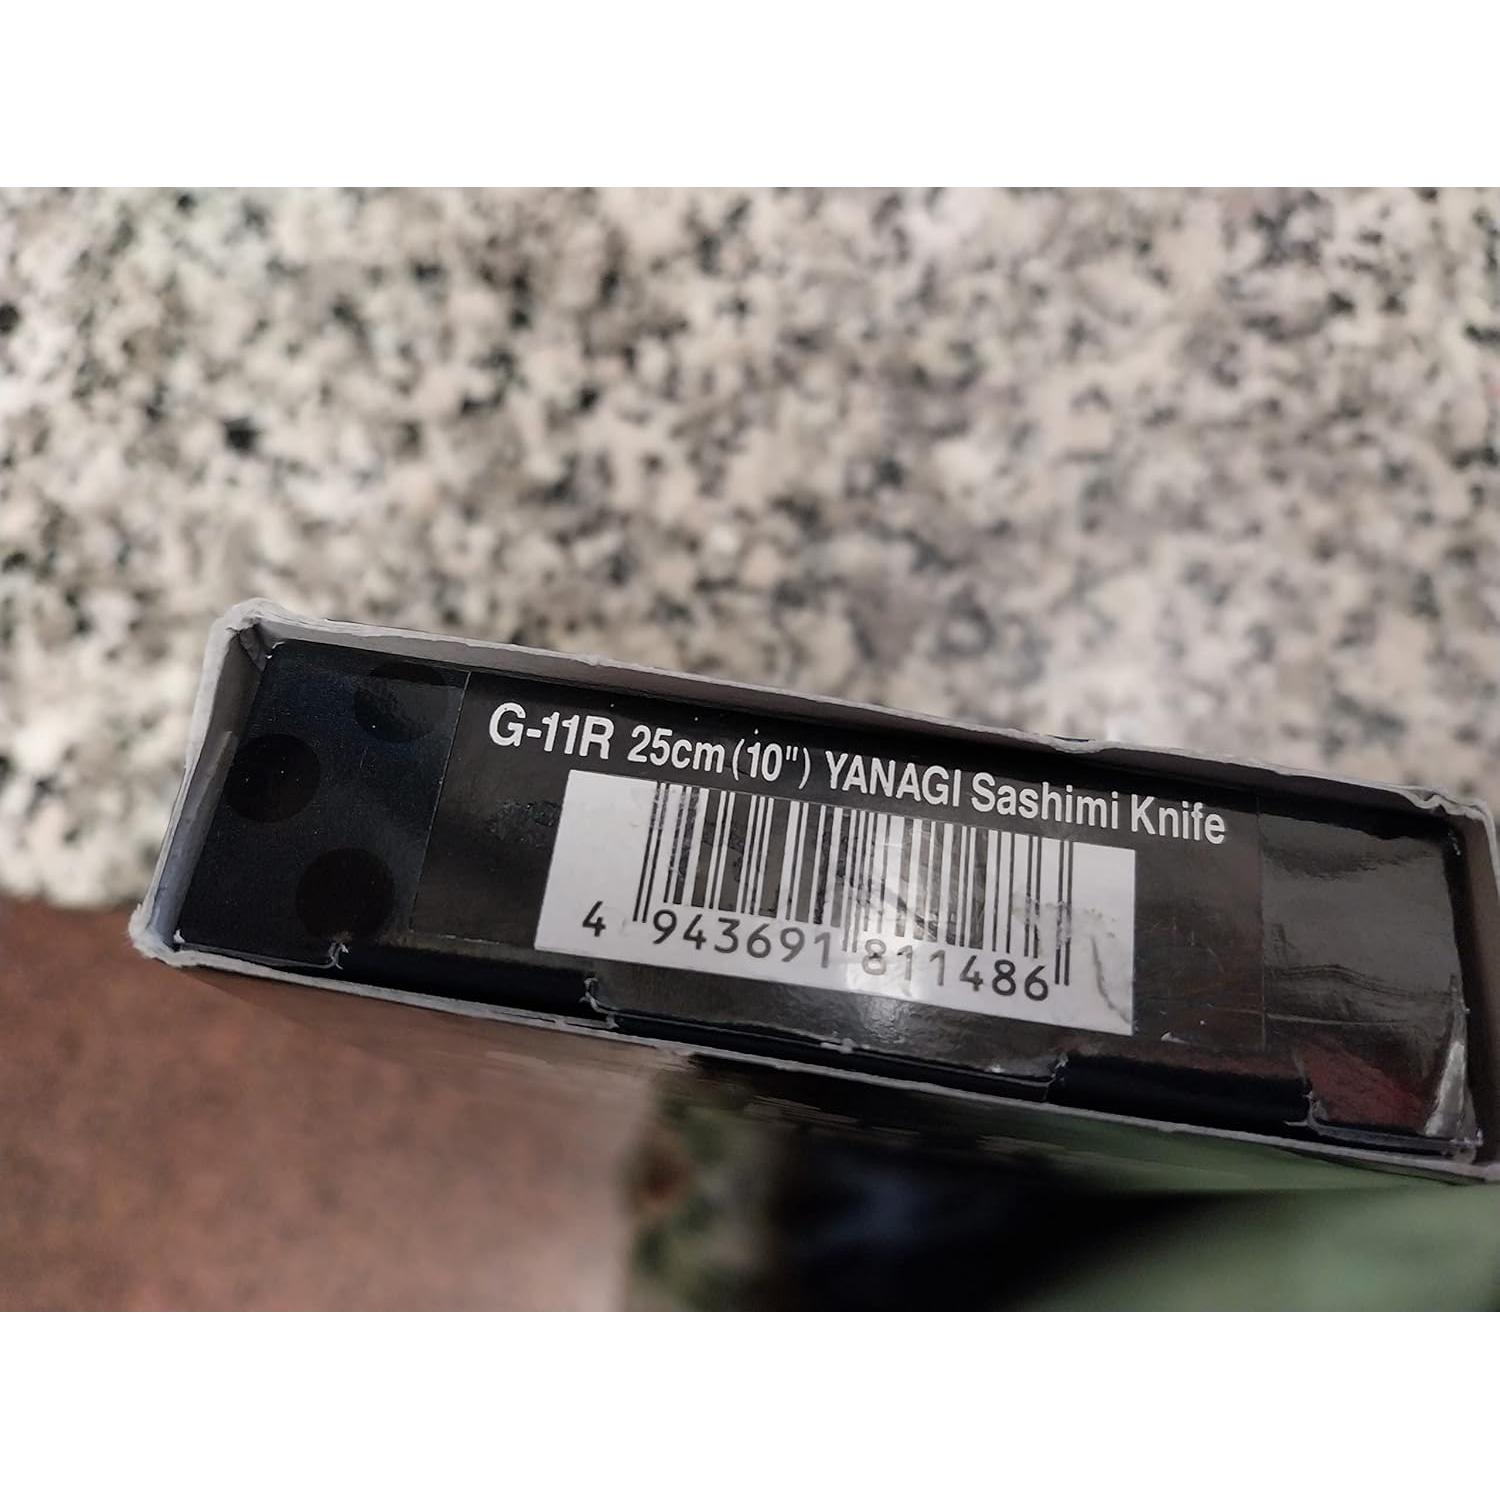 G-11R 25cm(10") YANAGI Sashimi Knife
4 943691 811486